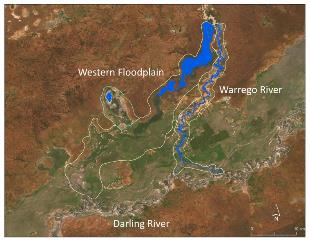 Western Floodplain
Warrego River
Darling River
N